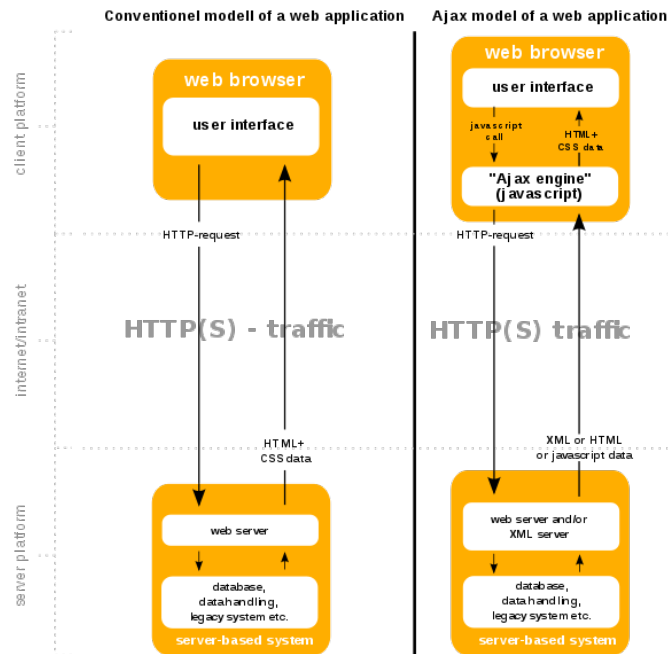 Conventionel modell of a web application
web browser
user interface
HTTP-request
HTTP(S) - traffic
HTML+
CSS data
web server
database,
datahandling,
legacy system etc.
server-based system
Ajax model of a web application
web browser
user interface
javascript
call
HTML+
CSS data
"Ajax engine"
(javascript)
HTTP-request
HTTP(S) traffic
XML or HTML
or javascript data
web server and/or
XML server
database,
datahandling,
legacy system etc.
server-based system
client platform
internet/intranet
server platform